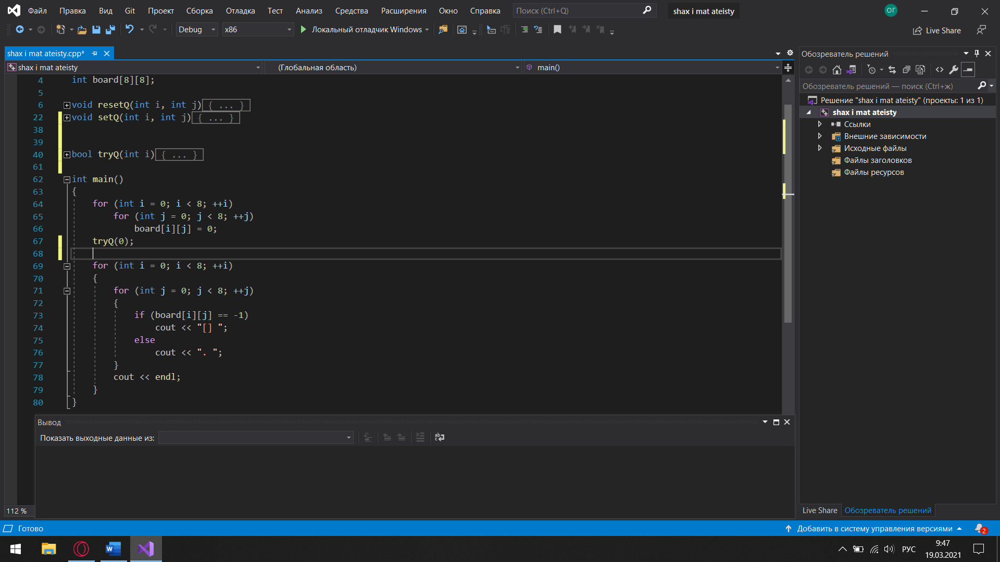 Файл Правка Вид Git Проект Сборка Отладка Тест Анализ Средства Расширения Окно Справка Поиск (Ctrl+Q) shax i mat ateisty ОГ
Debug x86 Локальный отладчик Windows Live Share
shax i mat ateisty.cpp*
shax i mat ateisty (Глобальная область) main()
4 int board[8][8];
5
6 void resetQ(int i, int j){ ... }
22 void setQ(int i, int j){ ... }
38
39
40 bool tryQ(int i){ ... }
61
62 int main()
63 {
64 for (int i = 0; i < 8; ++i)
65 for (int j = 0; j < 8; ++j)
66 board[i][j] = 0;
67 tryQ(0);
68
69 for (int i = 0; i < 8; ++i)
70 {
71 for (int j = 0; j < 8; ++j)
72 {
73 if (board[i][j] == -1)
74 cout << "[] ";
75 else
76 cout << ". ";
77 }
78 cout << endl;
79 }
80 }
112 %
Вывод
Показать выходные данные из:
Обозреватель решений
Обозреватель решений — поиск (Ctrl+ж)
Решение "shax i mat ateisty" (проекты: 1 из 1)
shax i mat ateisty
Ссылки
Внешние зависимости
Исходные файлы
Файлы заголовков
Файлы ресурсов
Live Share Обозреватель решений
Готово Добавить в систему управления версиями 2
РУС 9:47
19.03.2021